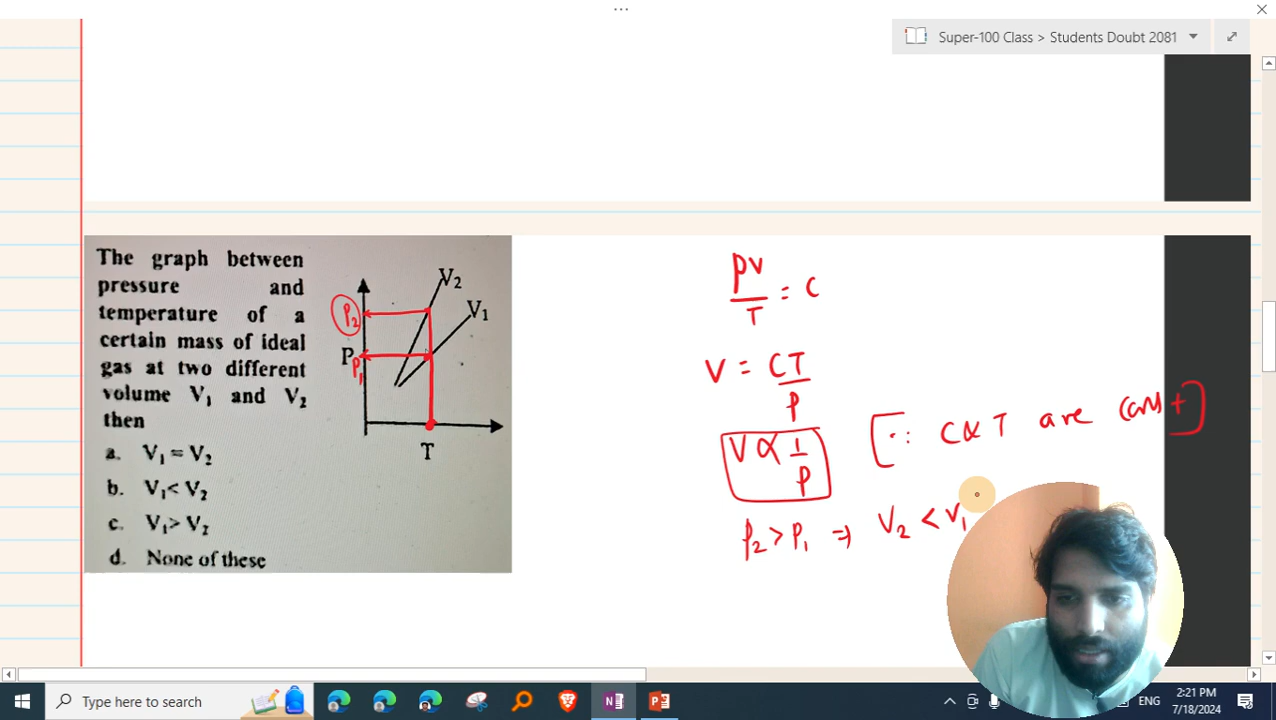 Super-100 Class > Students Doubt 2081
The graph between
pressure and
temperature of a
certain mass of ideal
gas at two different
volume V₁ and V₂
then
a. V₁ = V₂
b. V₁< V₂
c. V₁> V₂
d. None of these
V₂
V₁
P₂
P
P₁
T
PV
T
= C
V = CT
P
V ∝ 1
P
[∵ C & T are const]
P₂ > P₁ ⇒ V₂ < V₁
Type here to search
ENG
2:21 PM
7/18/2024